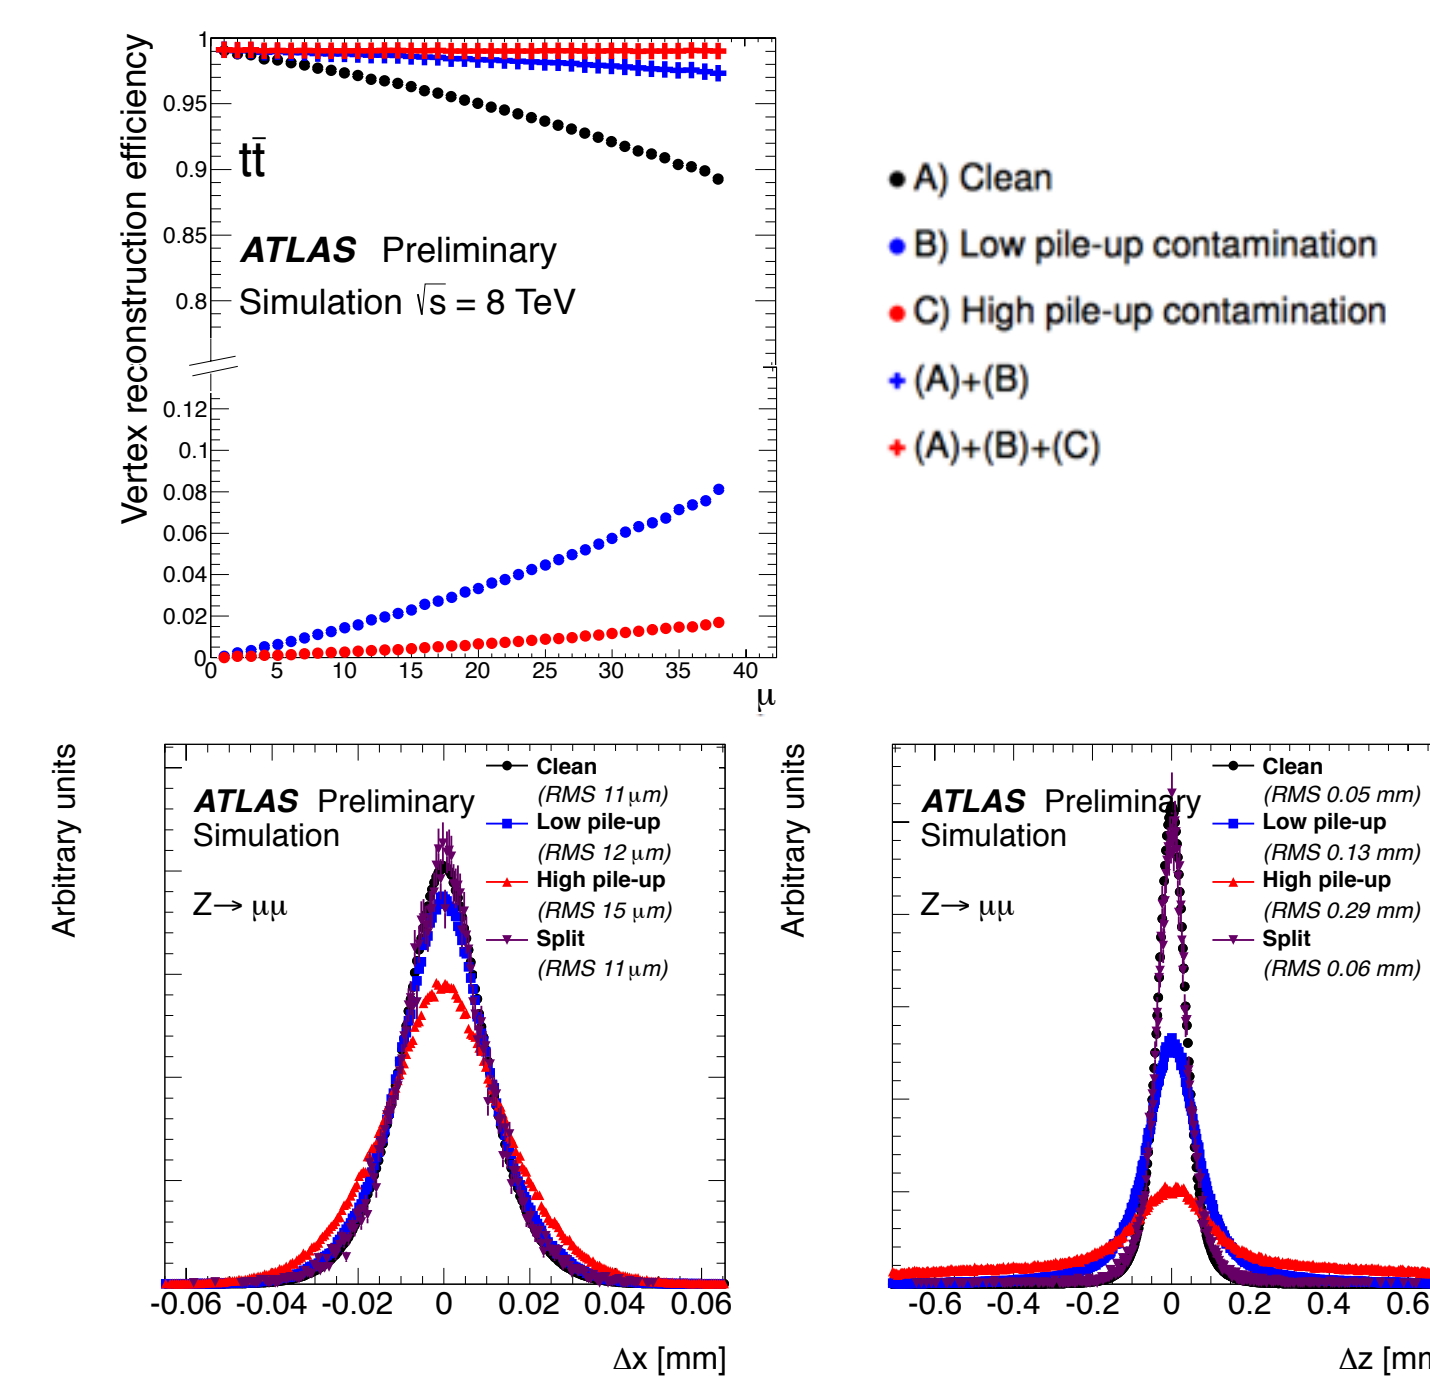 Vertex reconstruction efficiency
1
0.95
0.9
0.85
0.8
0.12
0.1
0.08
0.06
0.04
0.02
0
tt̄
ATLAS Preliminary
Simulation √s = 8 TeV
0 5 10 15 20 25 30 35 40
μ
A) Clean
B) Low pile-up contamination
C) High pile-up contamination
(A)+(B)
(A)+(B)+(C)
Arbitrary units
ATLAS Preliminary
Simulation
Z→ μμ
Clean
(RMS 11 μm)
Low pile-up
(RMS 12 μm)
High pile-up
(RMS 15 μm)
Split
(RMS 11 μm)
-0.06 -0.04 -0.02 0 0.02 0.04 0.06
Δx [mm]
Arbitrary units
ATLAS Preliminary
Simulation
Z→ μμ
Clean
(RMS 0.05 mm)
Low pile-up
(RMS 0.13 mm)
High pile-up
(RMS 0.29 mm)
Split
(RMS 0.06 mm)
-0.6 -0.4 -0.2 0 0.2 0.4 0.6
Δz [mm